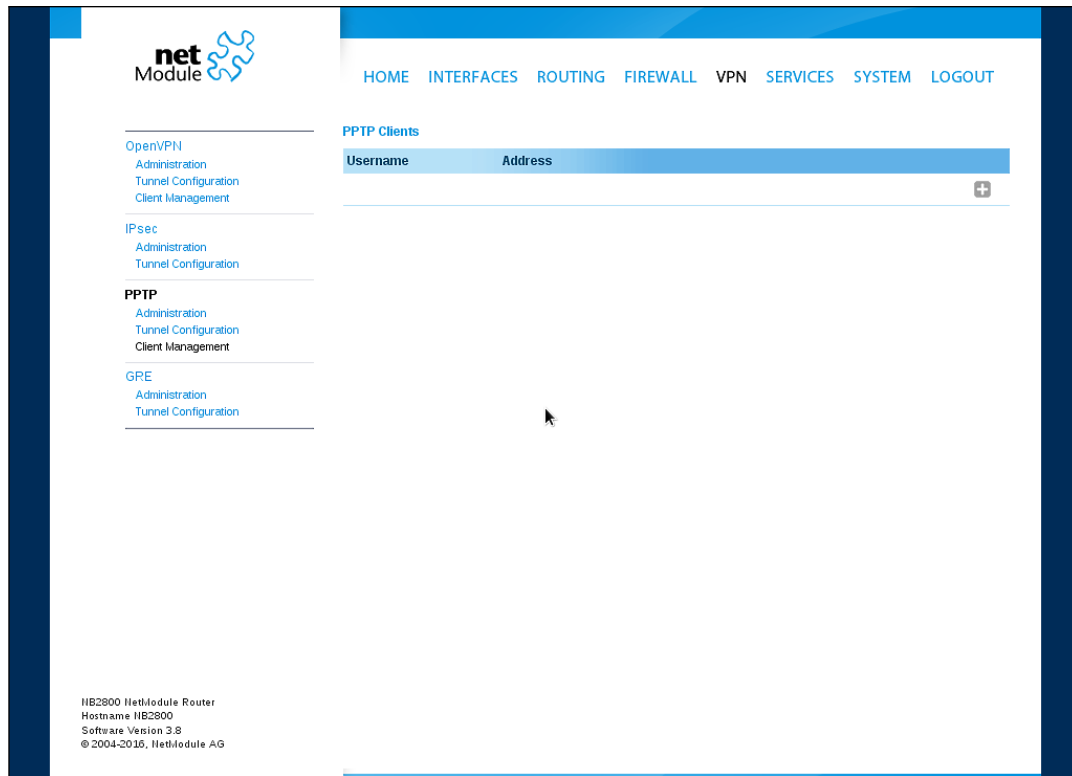 net
Module
HOME INTERFACES ROUTING FIREWALL VPN SERVICES SYSTEM LOGOUT
OpenVPN
Administration
Tunnel Configuration
Client Management
IPsec
Administration
Tunnel Configuration
PPTP
Administration
Tunnel Configuration
Client Management
GRE
Administration
Tunnel Configuration
PPTP Clients
Username Address
NB2800 NetModule Router
Hostname NB2800
Software Version 3.8
© 2004-2016, NetModule AG